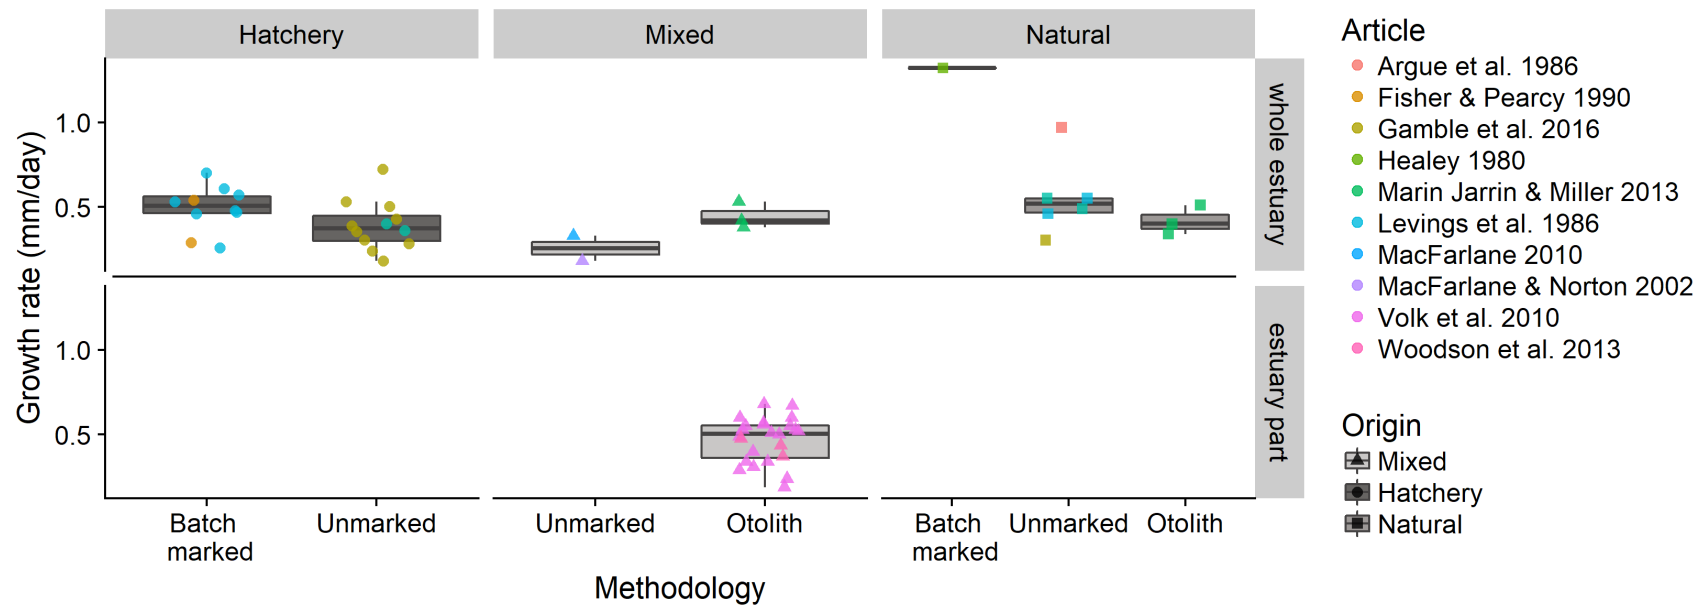 Hatchery
Mixed
Natural
Growth rate (mm/day)
1.0
0.5
whole estuary
1.0
0.5
estuary part
Batch
marked
Unmarked
Unmarked
Otolith
Batch
marked
Unmarked
Otolith
Methodology
Article
Argue et al. 1986
Fisher & Pearcy 1990
Gamble et al. 2016
Healey 1980
Marin Jarrin & Miller 2013
Levings et al. 1986
MacFarlane 2010
MacFarlane & Norton 2002
Volk et al. 2010
Woodson et al. 2013
Origin
Mixed
Hatchery
Natural